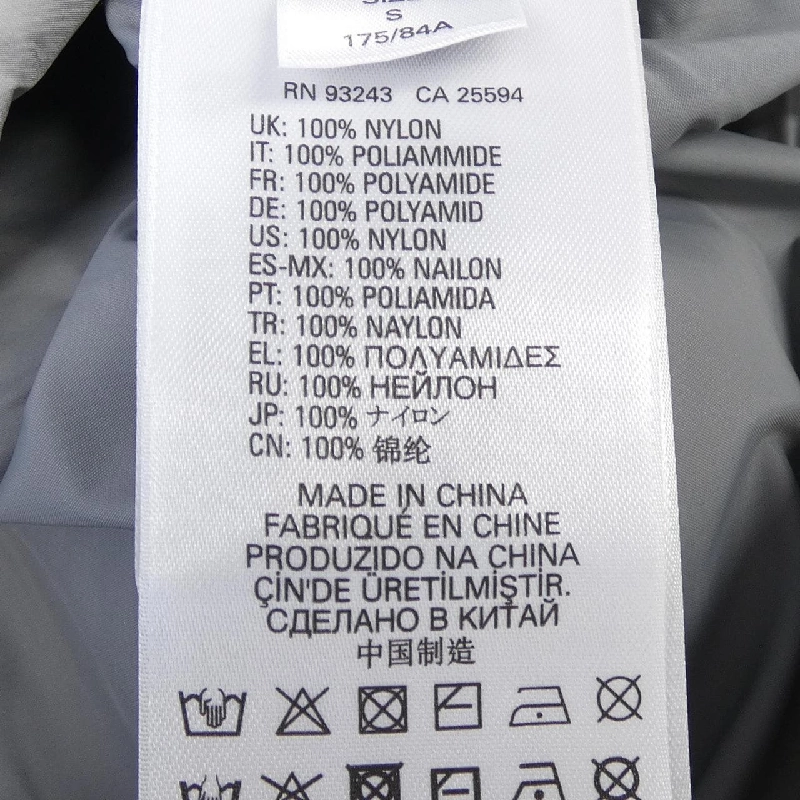 S
175/84A
RN 93243 CA 25594
UK: 100% NYLON
IT: 100% POLIAMMIDE
FR: 100% POLYAMIDE
DE: 100% POLYAMID
US: 100% NYLON
ES-MX: 100% NAILON
PT: 100% POLIAMIDA
TR: 100% NAYLON
EL: 100% ΠΟΛΥΑΜΙΔΕΣ
RU: 100% НЕЙЛОН
JP: 100% ナイロン
CN: 100% 锦纶
MADE IN CHINA
FABRIQUÉ EN CHINE
PRODUZIDO NA CHINA
ÇİN'DE ÜRETİLMİŞTİR.
СДЕЛАНО В КИТАЙ
中国制造